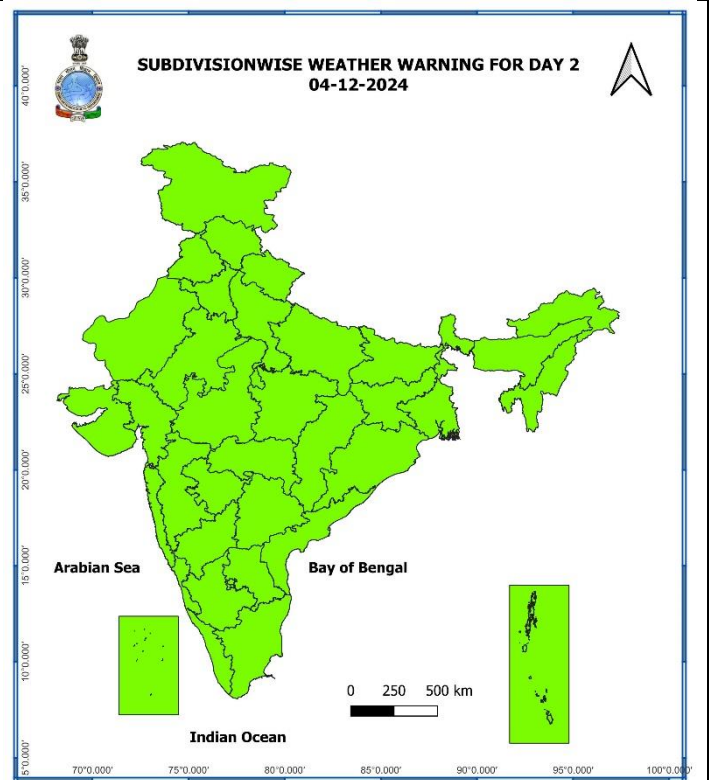 SUBDIVISIONWISE WEATHER WARNING FOR DAY 2
04-12-2024
40°0.000'
35°0.000'
30°0.000'
25°0.000'
20°0.000'
15°0.000'
10°0.000'
5°0.000'
Arabian Sea
Bay of Bengal
0 250 500 km
Indian Ocean
70°0.000' 75°0.000' 80°0.000' 85°0.000' 90°0.000' 95°0.000' 100°0.000'